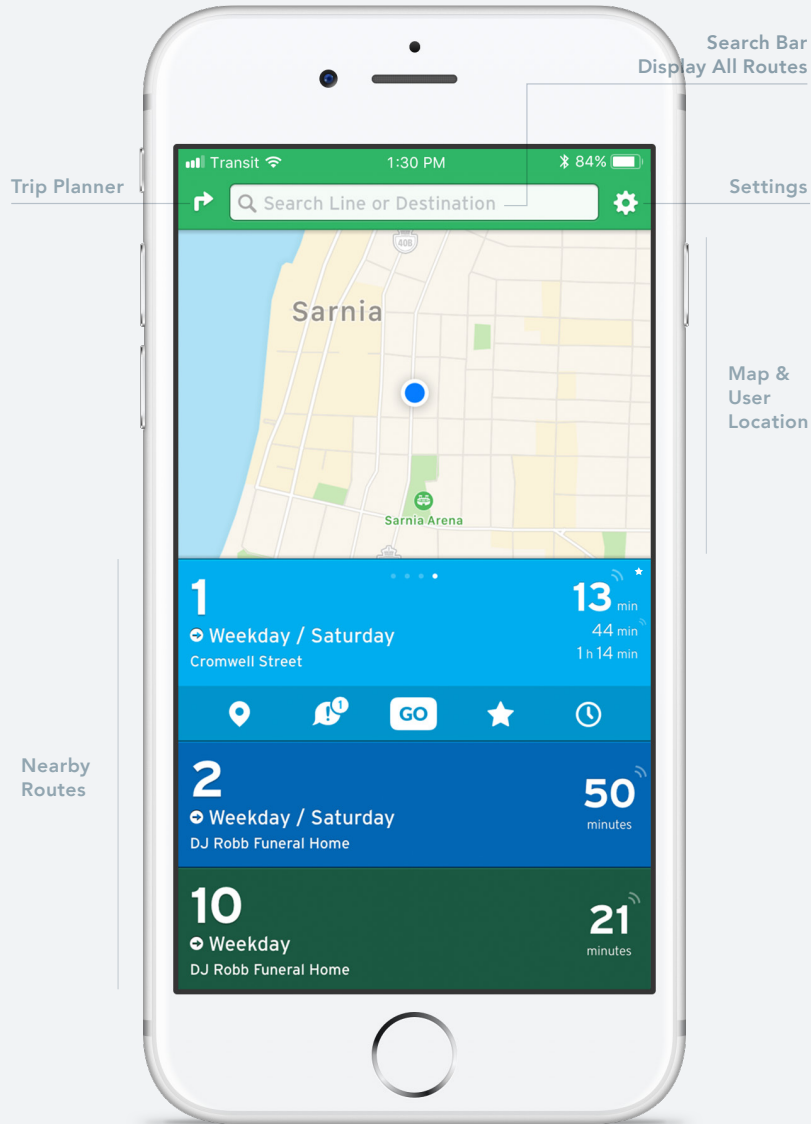 Search Bar
Display All Routes
Transit 1:30 PM 84%
Trip Planner
Search Line or Destination
Settings
40B
Sarnia
Map &
User
Location
Sarnia Arena
1
13 min
Weekday / Saturday
44 min
Cromwell Street
1 h 14 min
! 1
GO
Nearby
Routes
2
50
Weekday / Saturday
minutes
DJ Robb Funeral Home
10
21
Weekday
minutes
DJ Robb Funeral Home